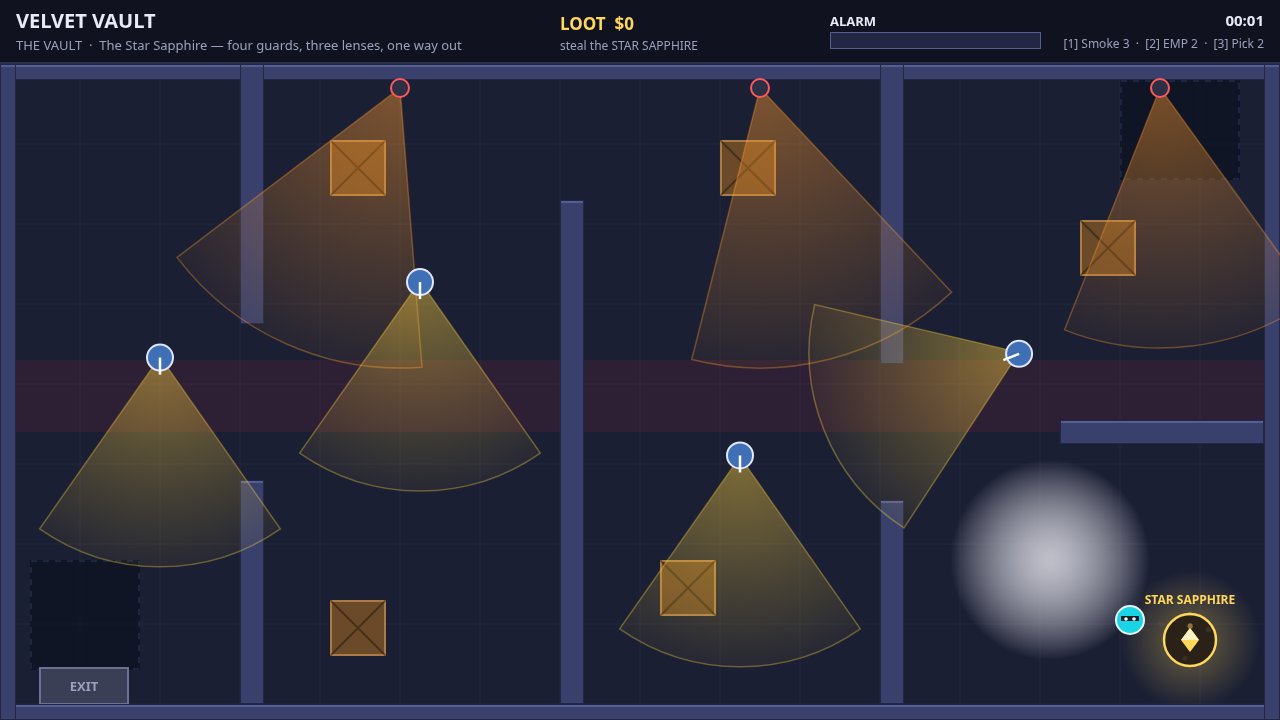 VELVET VAULT
THE VAULT · The Star Sapphire — four guards, three lenses, one way out
LOOT $0
steal the STAR SAPPHIRE
ALARM
00:01
[1] Smoke 3 · [2] EMP 2 · [3] Pick 2
STAR SAPPHIRE
EXIT